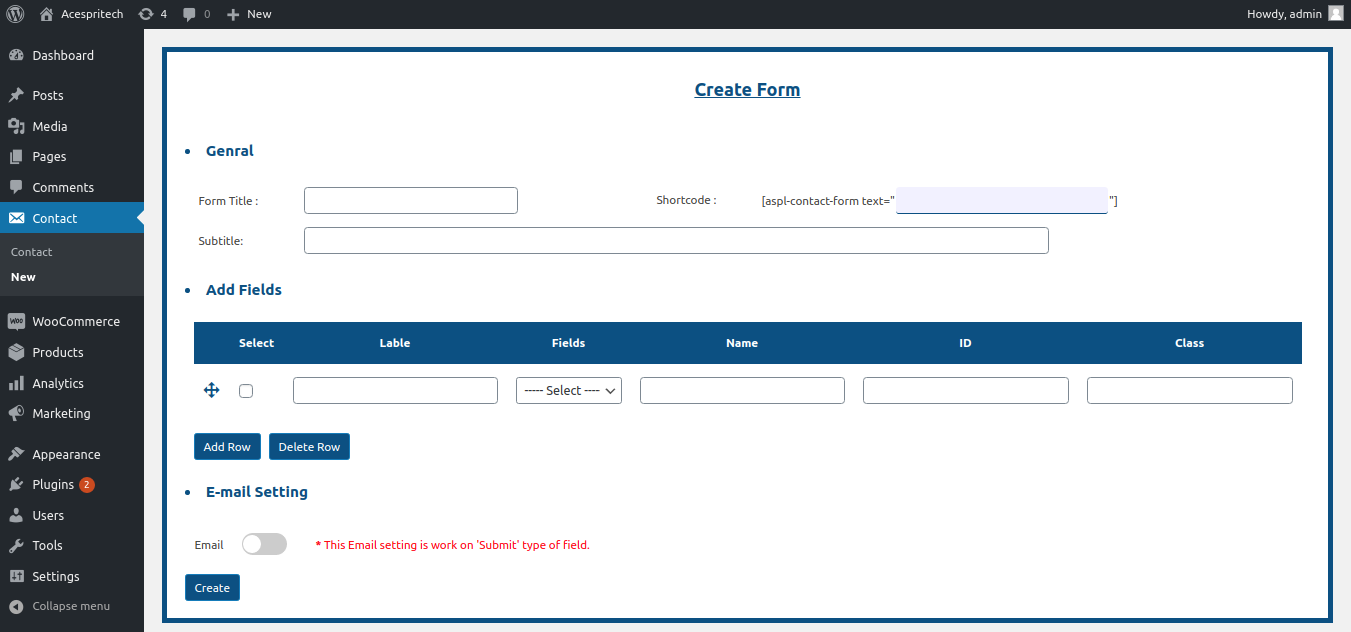 Acespritech 4 0 New Howdy, admin
Dashboard
Posts
Media
Pages
Comments
Contact
Contact
New
WooCommerce
Products
Analytics
Marketing
Appearance
Plugins 2
Users
Tools
Settings
Collapse menu
Create Form
Genral
Form Title : Shortcode : [aspl-contact-form text=" "]
Subtitle:
Add Fields
Select Lable Fields Name ID Class
----- Select ----
Add Row Delete Row
E-mail Setting
Email * This Email setting is work on 'Submit' type of field.
Create